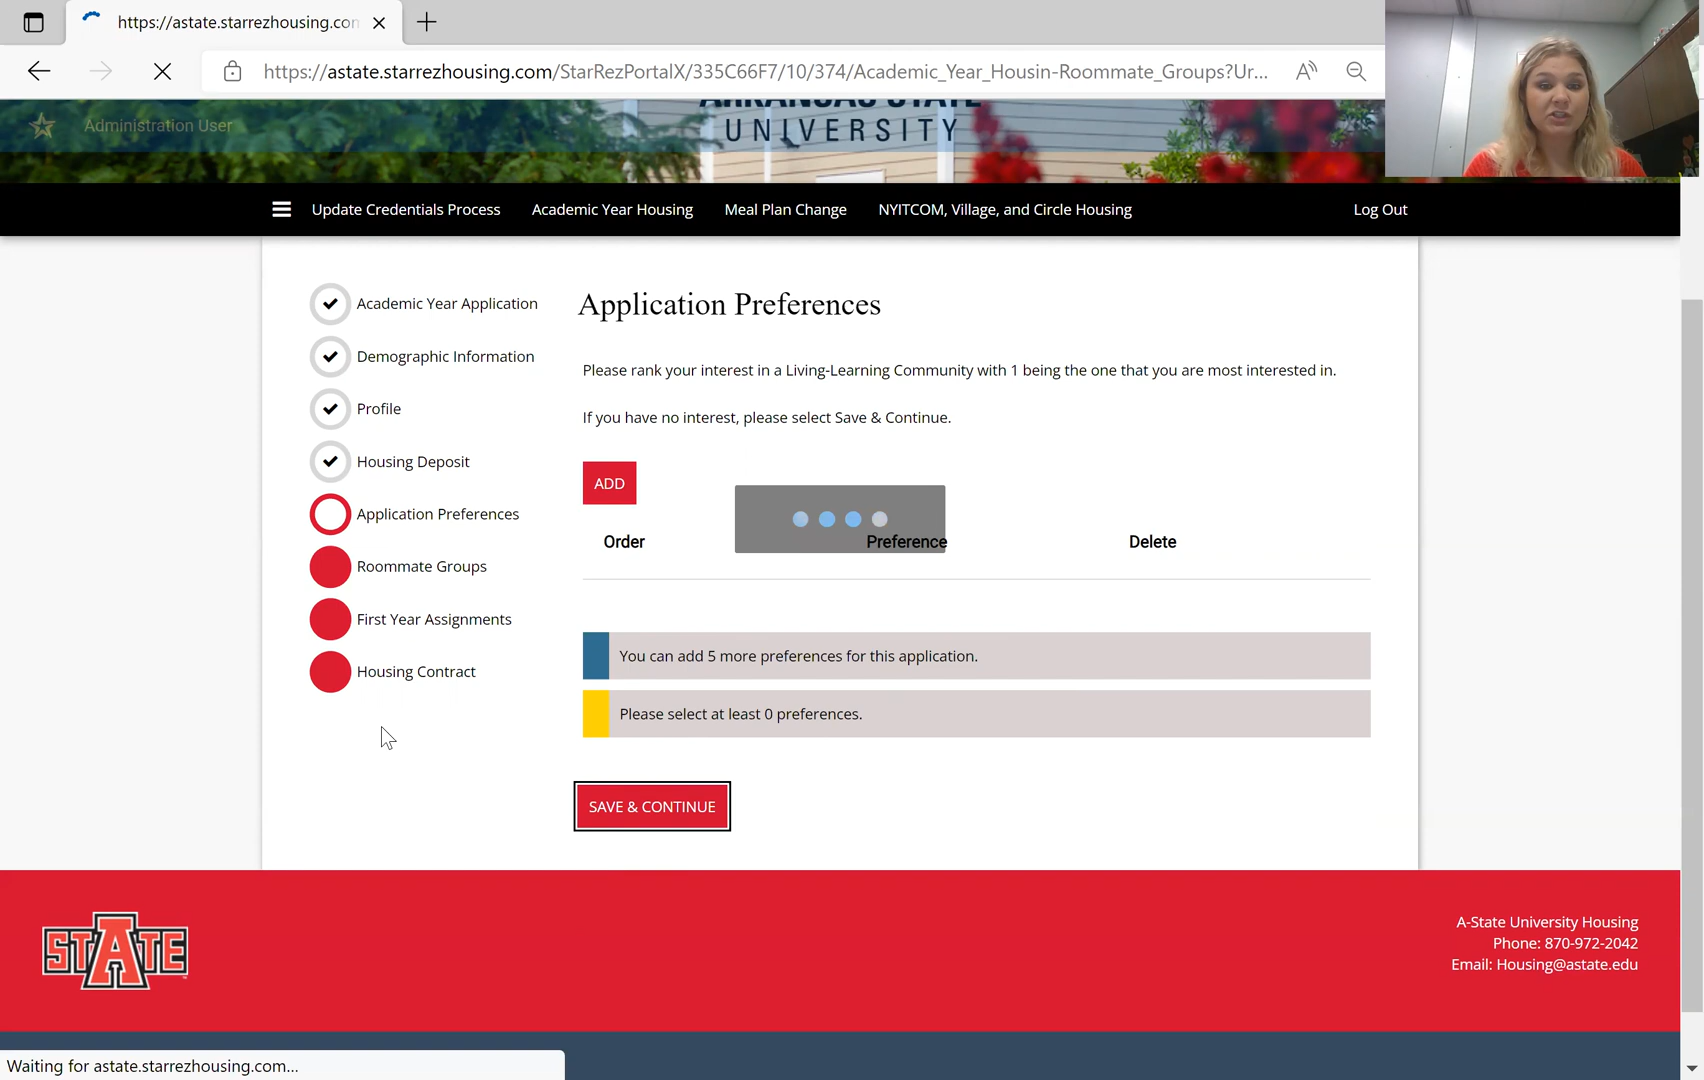 https://astate.starrezhousing.con
https://astate.starrezhousing.com/StarRezPortalX/335C66F7/10/374/Academic_Year_Housin-Roommate_Groups?Ur...
Administration User
ARKANSAS STATE
UNIVERSITY
Update Credentials Process
Academic Year Housing
Meal Plan Change
NYITCOM, Village, and Circle Housing
Log Out
Academic Year Application
Demographic Information
Profile
Housing Deposit
Application Preferences
Roommate Groups
First Year Assignments
Housing Contract
Application Preferences
Please rank your interest in a Living-Learning Community with 1 being the one that you are most interested in.
If you have no interest, please select Save & Continue.
ADD
Order
Preference
Delete
You can add 5 more preferences for this application.
Please select at least 0 preferences.
SAVE & CONTINUE
STATE
A-State University Housing
Phone: 870-972-2042
Email: Housing@astate.edu
Waiting for astate.starrezhousing.com...